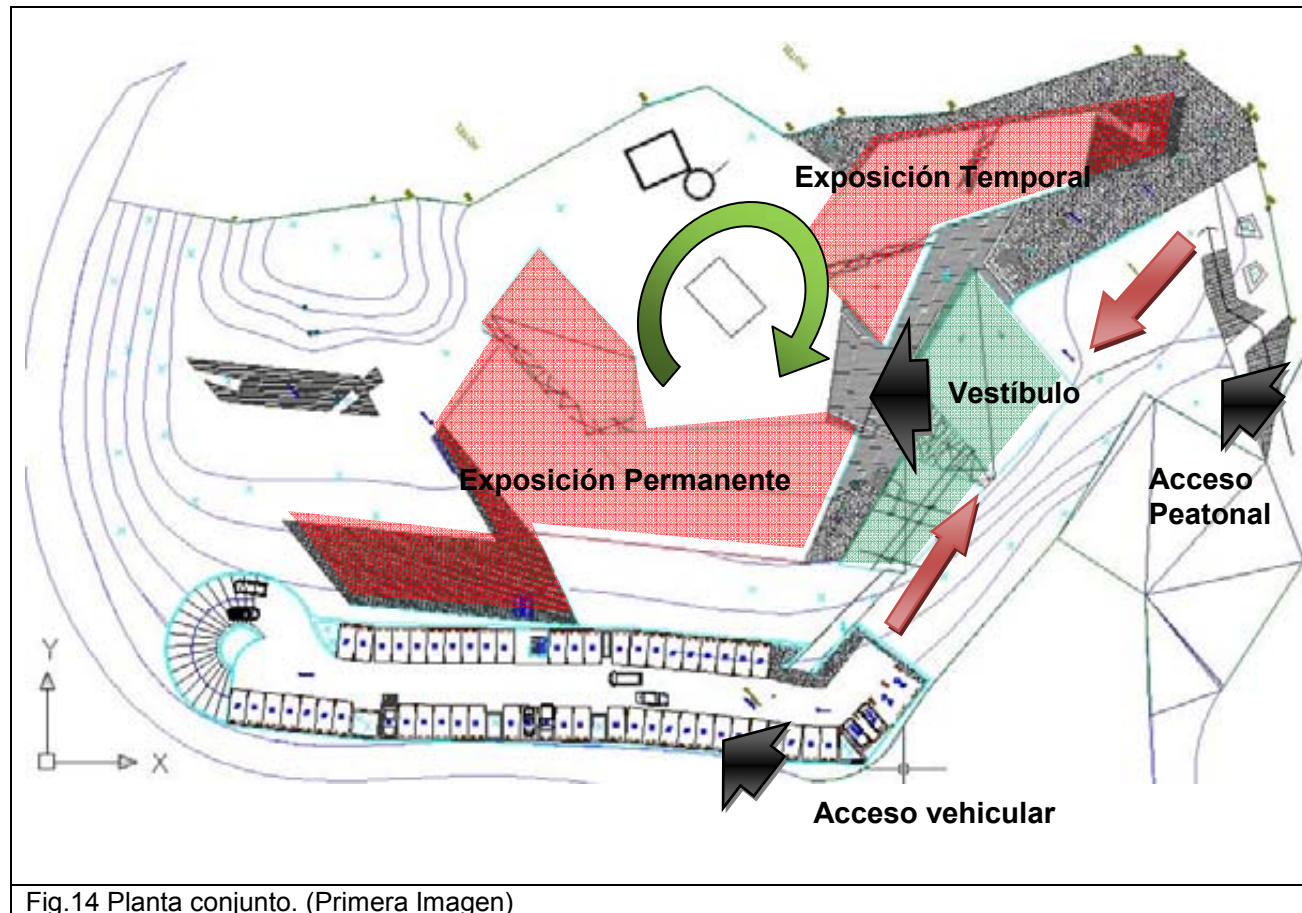 Exposición Temporal
Vestíbulo
Exposición Permanente
Acceso
Peatonal
Y
X
Acceso vehicular
Fig.14 Planta conjunto. (Primera Imagen)